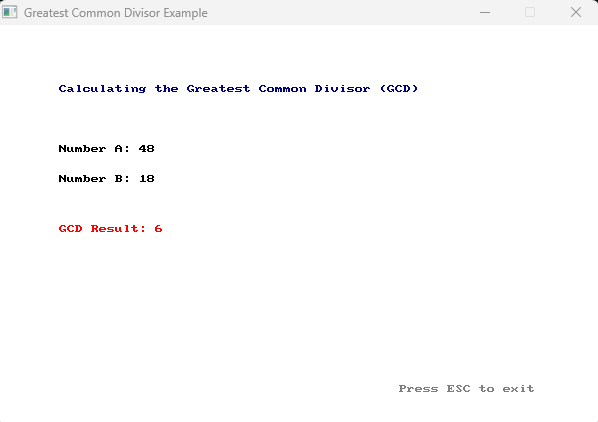 Greatest Common Divisor Example
Calculating the Greatest Common Divisor (GCD)
Number A: 48
Number B: 18
GCD Result: 6
Press ESC to exit